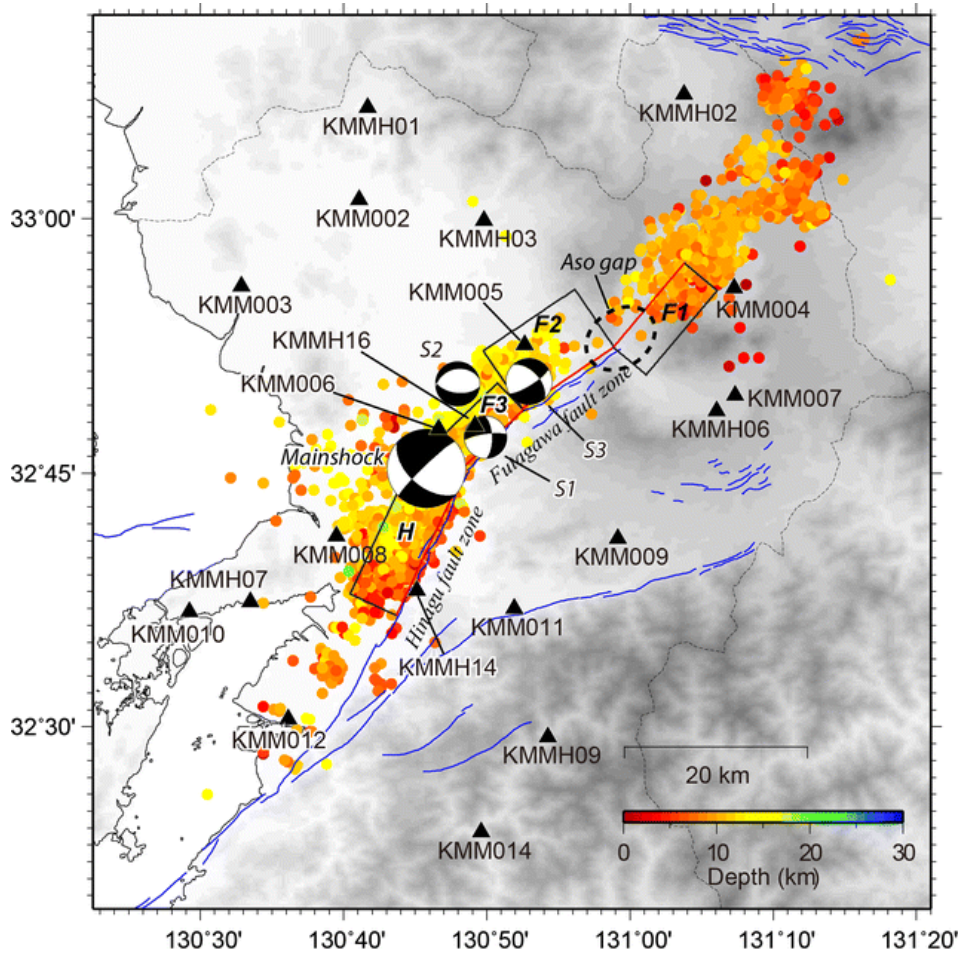 KMMH01
KMMH02
KMM002
33°00'
KMMH03
Aso gap
KMM003
KMM005
KMM004
F1
F2
KMMH16
S2
KMM006
KMM007
F3
KMMH06
Futagawa fault zone
Mainshock
S3
32°45'
S1
H
KMM008
KMM009
Hinagu fault zone
KMMH07
KMM010
KMM011
KMMH14
32°30'
KMM012
KMMH09
20 km
KMM014
0 10 20 30
Depth (km)
130°30' 130°40' 130°50' 131°00' 131°10' 131°20'